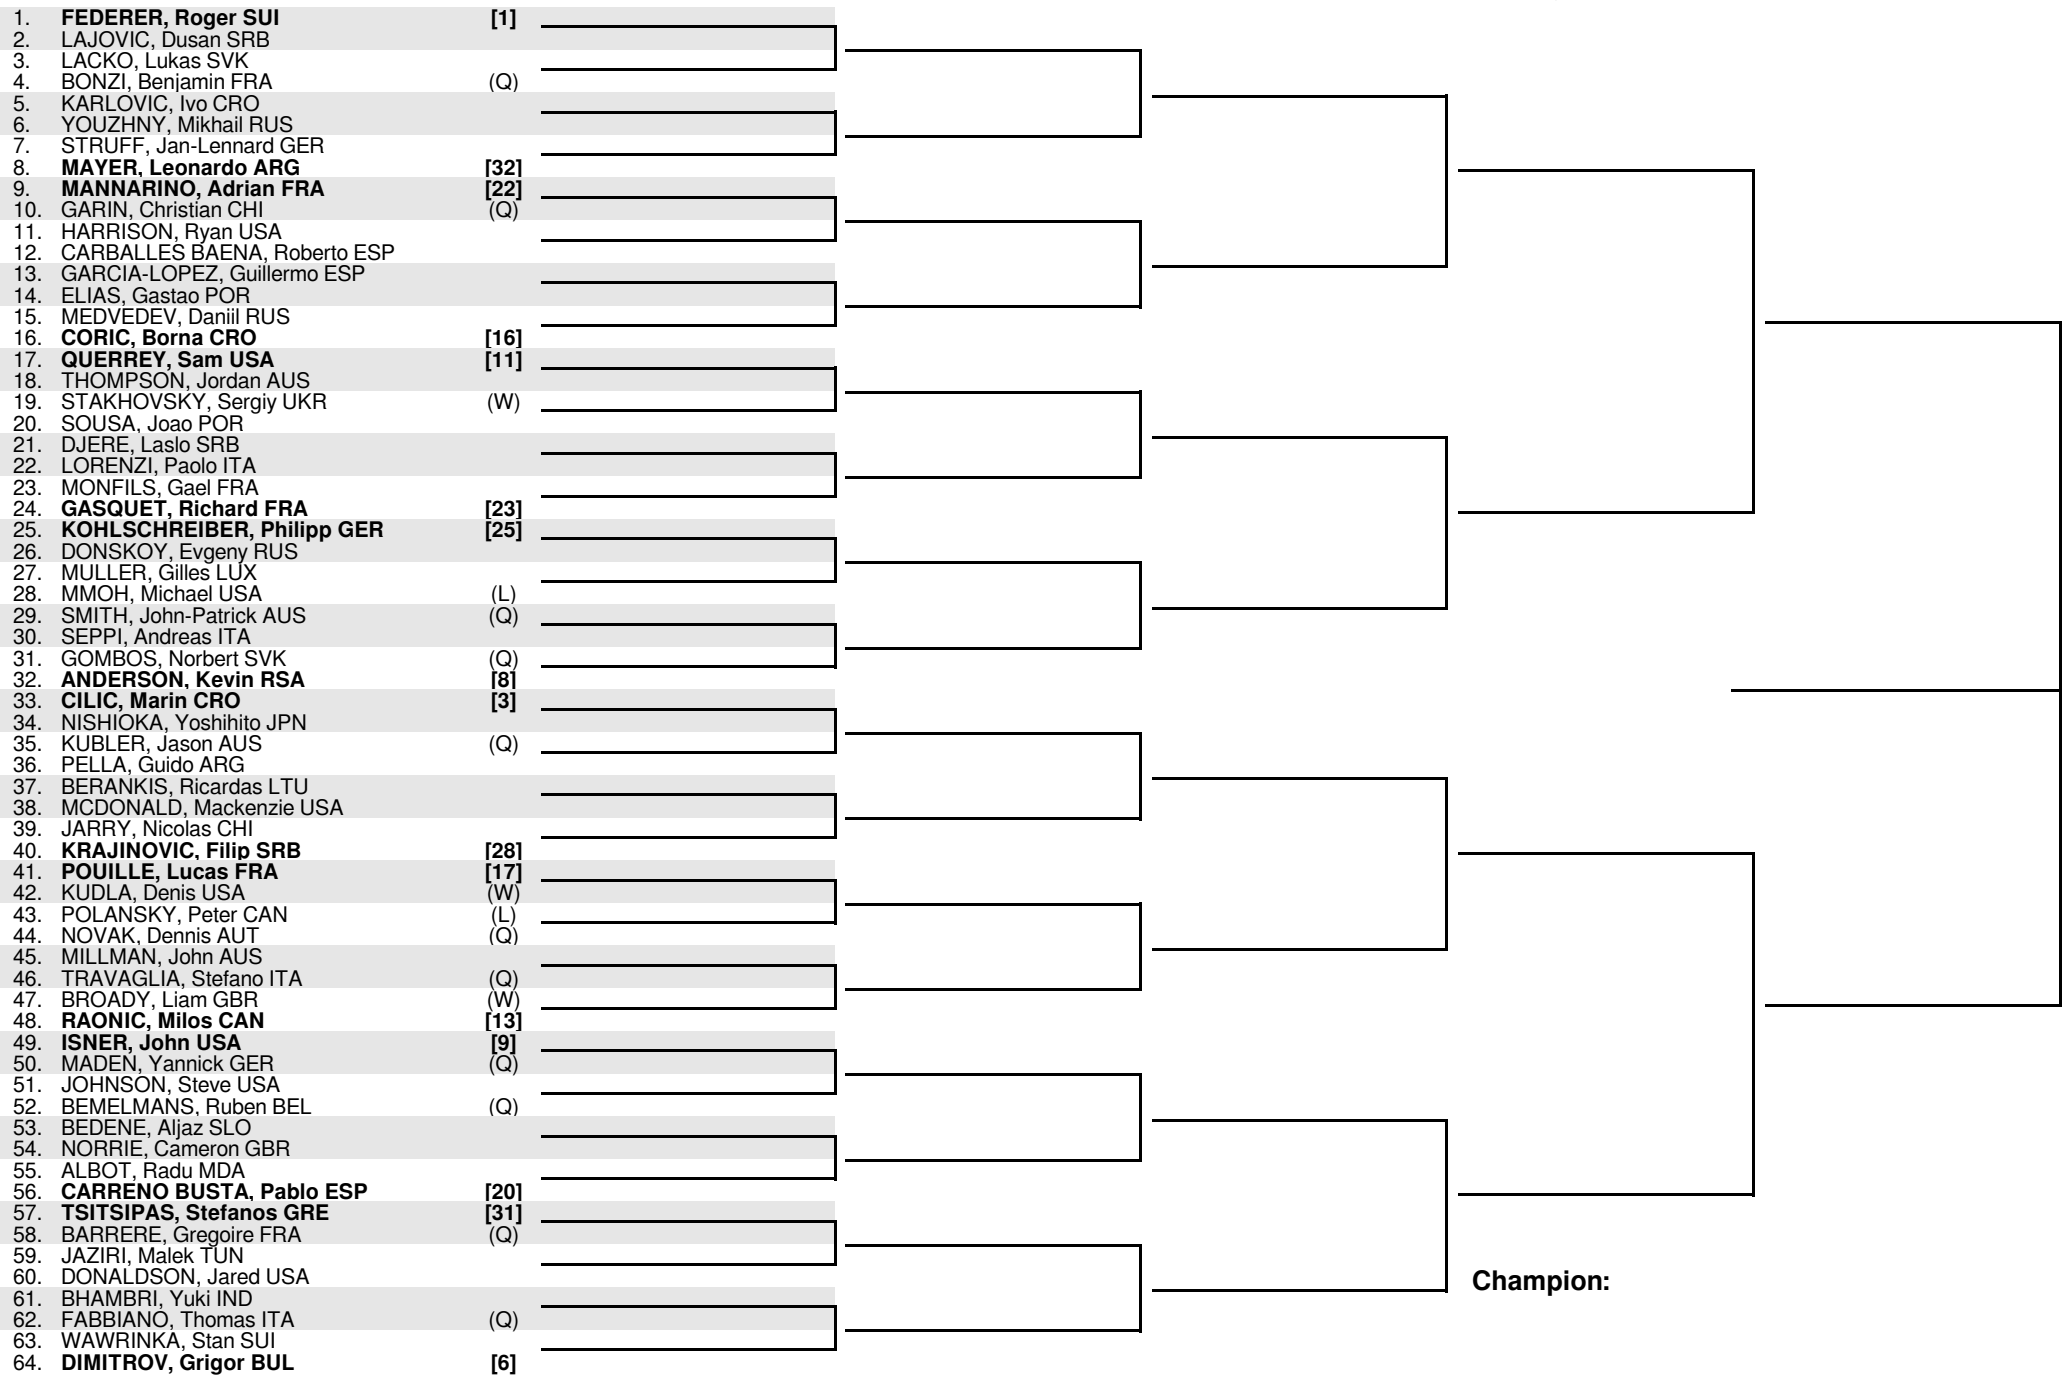 1. FEDERER, Roger SUI [1]
2. LAJOVIC, Dusan SRB
3. LACKO, Lukas SVK
4. BONZI, Benjamin FRA (Q)
5. KARLOVIC, Ivo CRO
6. YOUZHNY, Mikhail RUS
7. STRUFF, Jan-Lennard GER
8. MAYER, Leonardo ARG [32]
9. MANNARINO, Adrian FRA [22]
10. GARIN, Christian CHI (Q)
11. HARRISON, Ryan USA
12. CARBALLES BAENA, Roberto ESP
13. GARCIA-LOPEZ, Guillermo ESP
14. ELIAS, Gastao POR
15. MEDVEDEV, Daniil RUS
16. CORIC, Borna CRO [16]
17. QUERREY, Sam USA [11]
18. THOMPSON, Jordan AUS
19. STAKHOVSKY, Sergiy UKR (W)
20. SOUSA, Joao POR
21. DJERE, Laslo SRB
22. LORENZI, Paolo ITA
23. MONFILS, Gael FRA
24. GASQUET, Richard FRA [23]
25. KOHLSCHREIBER, Philipp GER [25]
26. DONSKOY, Evgeny RUS
27. MULLER, Gilles LUX
28. MMOH, Michael USA (L)
29. SMITH, John-Patrick AUS (Q)
30. SEPPI, Andreas ITA
31. GOMBOS, Norbert SVK (Q)
32. ANDERSON, Kevin RSA [8]
33. CILIC, Marin CRO [3]
34. NISHIOKA, Yoshihito JPN
35. KUBLER, Jason AUS (Q)
36. PELLA, Guido ARG
37. BERANKIS, Ricardas LTU
38. MCDONALD, Mackenzie USA
39. JARRY, Nicolas CHI
40. KRAJINOVIC, Filip SRB [28]
41. POUILLE, Lucas FRA [17]
42. KUDLA, Denis USA (W)
43. POLANSKY, Peter CAN (L)
44. NOVAK, Dennis AUT (Q)
45. MILLMAN, John AUS
46. TRAVAGLIA, Stefano ITA (Q)
47. BROADY, Liam GBR (W)
48. RAONIC, Milos CAN [13]
49. ISNER, John USA [9]
50. MADEN, Yannick GER (Q)
51. JOHNSON, Steve USA
52. BEMELMANS, Ruben BEL (Q)
53. BEDENE, Aljaz SLO
54. NORRIE, Cameron GBR
55. ALBOT, Radu MDA
56. CARRENO BUSTA, Pablo ESP [20]
57. TSITSIPAS, Stefanos GRE [31]
58. BARRERE, Gregoire FRA (Q)
59. JAZIRI, Malek TUN
60. DONALDSON, Jared USA
61. BHAMBRI, Yuki IND
62. FABBIANO, Thomas ITA (Q)
63. WAWRINKA, Stan SUI
64. DIMITROV, Grigor BUL [6]
Champion: